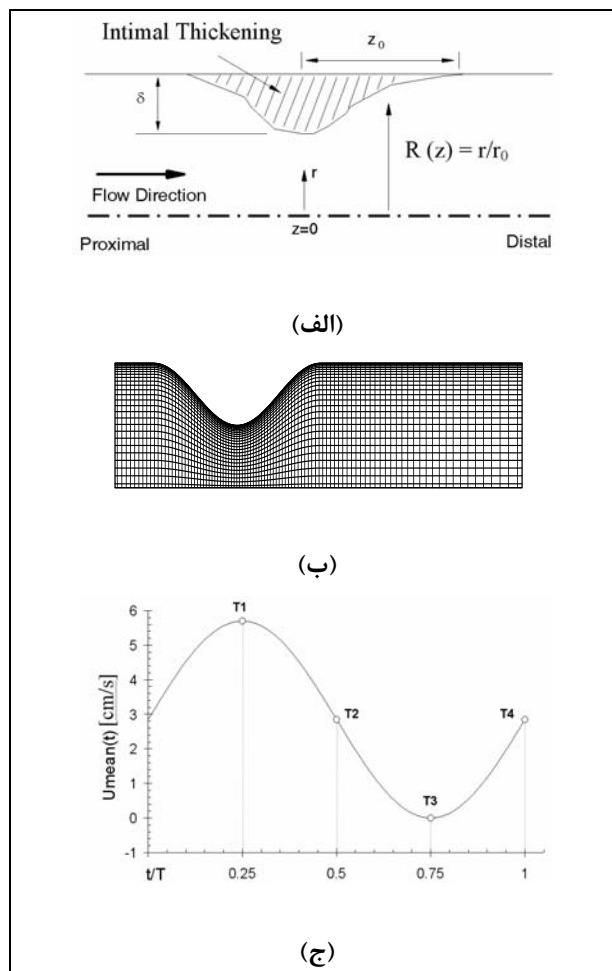 Intimal Thickening
z₀
δ
R (z) = r/r₀
r
Flow Direction
z=0
Proximal
Distal
(الف)
(ب)
T1
6
5
4
3
T2
T4
2
1
T3
0
-1
Umean(t) [cm/s]
t/T
0.25
0.5
0.75
1
(ج)